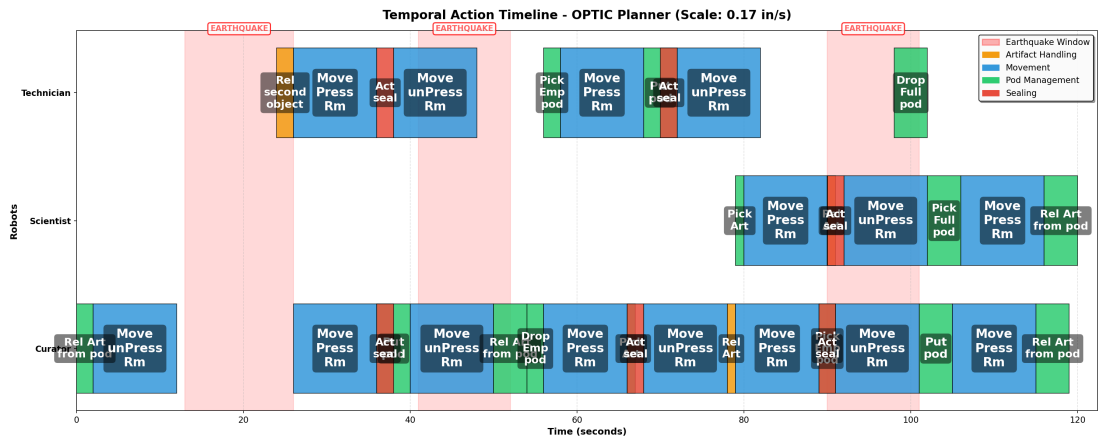 Temporal Action Timeline - OPTIC Planner (Scale: 0.17 in/s)
EARTHQUAKE
EARTHQUAKE
EARTHQUAKE
Earthquake Window
Artifact Handling
Movement
Pod Management
Sealing
Robots
Technician
Rel
second
object
Move
Press
Rm
Act
seal
Move
unPress
Rm
Pick
Emp
pod
Move
Press
Rm
Act
seal
Move
unPress
Rm
Drop
Full
pod
Scientist
Pick
Art
Move
Press
Rm
Act
seal
Move
unPress
Rm
Pick
Full
pod
Move
Press
Rm
Rel Art
from pod
Curator
Rel Art
from pod
Move
unPress
Rm
Move
Press
Rm
Act
seal
Move
unPress
Rm
Rel Art
from pod
Drop
Emp
pod
Move
Press
Rm
Act
seal
Move
unPress
Rm
Rel
Art
Move
Press
Rm
Act
seal
Move
unPress
Rm
Put
pod
Move
Press
Rm
Rel Art
from pod
0 20 40 60 80 100 120
Time (seconds)